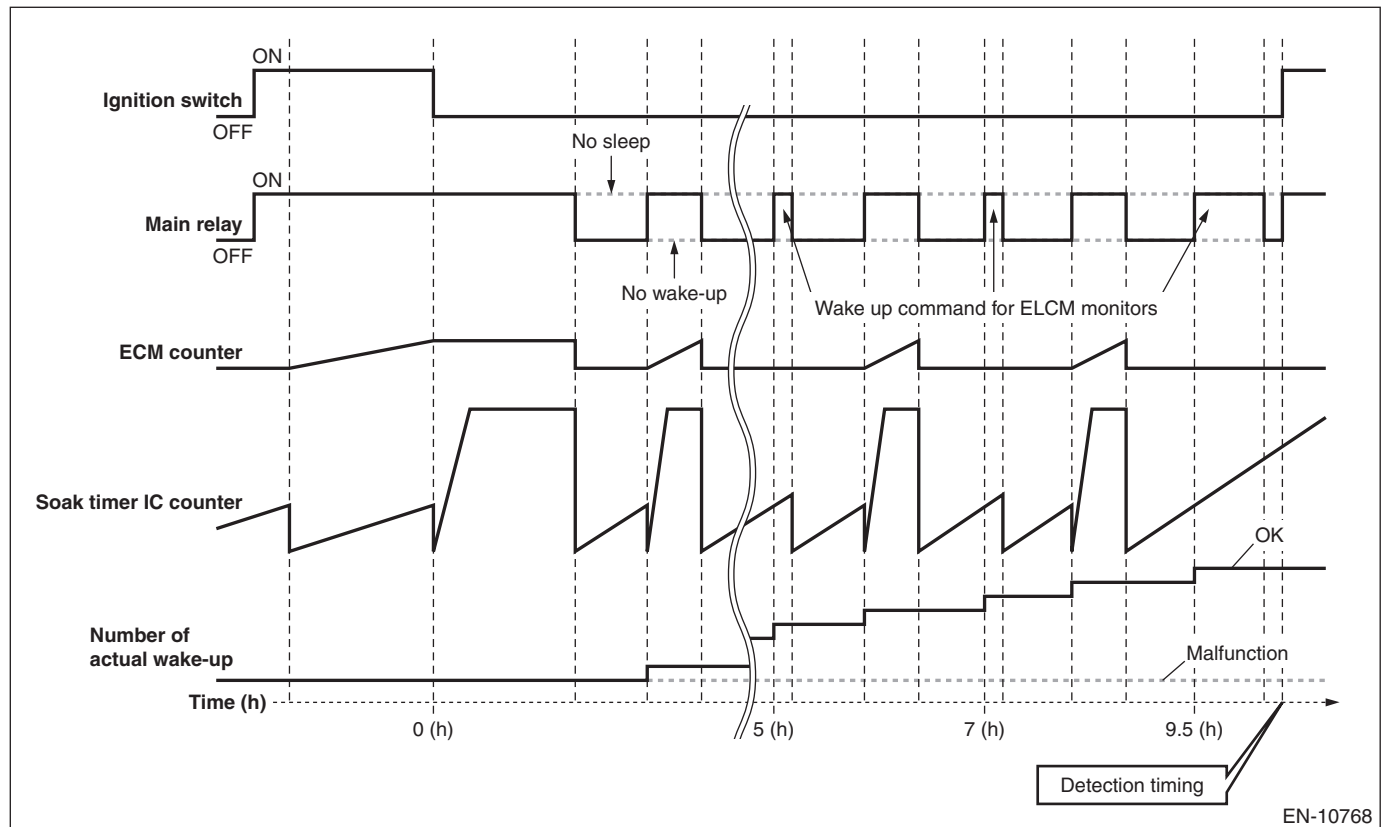 ON
Ignition switch
OFF
No sleep
ON
Main relay
OFF
No wake-up
Wake up command for ELCM monitors
ECM counter
Soak timer IC counter
OK
Number of
actual wake-up
Malfunction
Time (h)
0 (h)
5 (h)
7 (h)
9.5 (h)
Detection timing
EN-10768